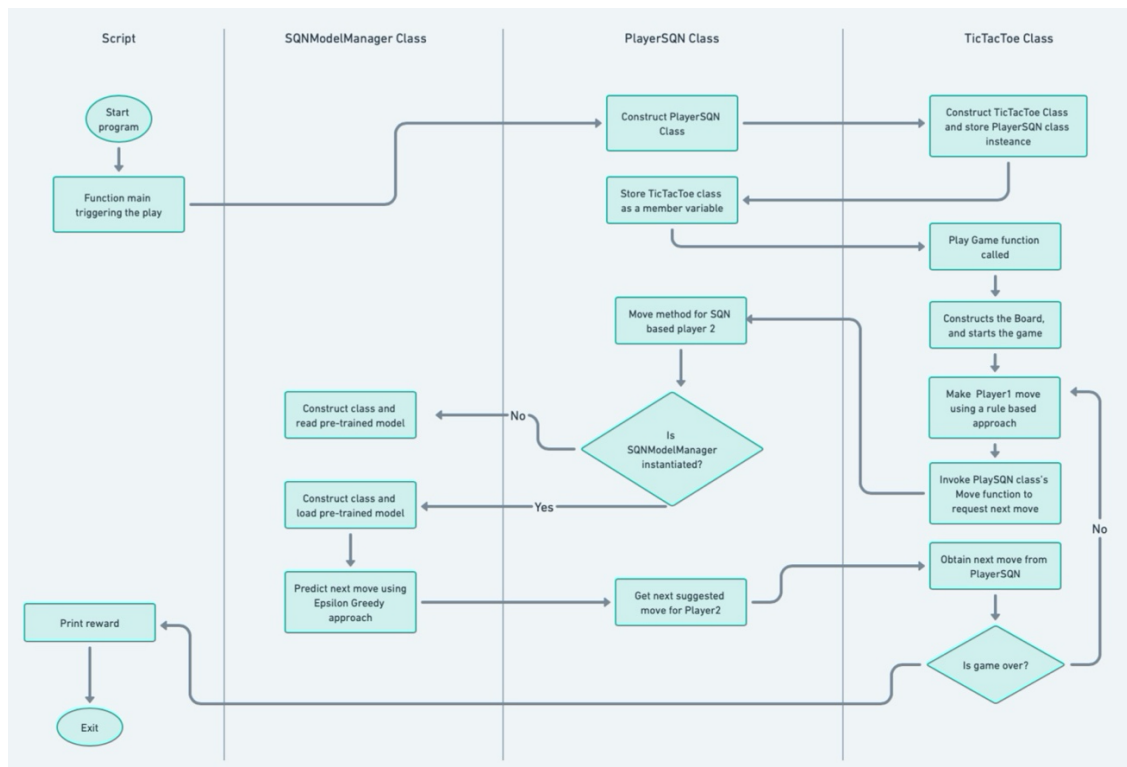 Script
SQNModelManager Class
PlayerSQN Class
TicTacToe Class
Start
program
Function main
triggering the play
Construct PlayerSQN
Class
Construct TicTacToe Class
and store PlayerSQN class
insteance
Store TicTacToe class
as a member variable
Play Game function
called
Constructs the Board,
and starts the game
Make Player1 move
using a rule based
approach
Invoke PlaySQN class's
Move function to
request next move
Move method for SQN
based player 2
Is
SQNModelManager
instantiated?
No
Construct class and
read pre-trained model
Yes
Construct class and
load pre-trained model
Predict next move using
Epsilon Greedy
approach
Get next suggested
move for Player2
Obtain next move from
PlayerSQN
Is game over?
No
Print reward
Exit